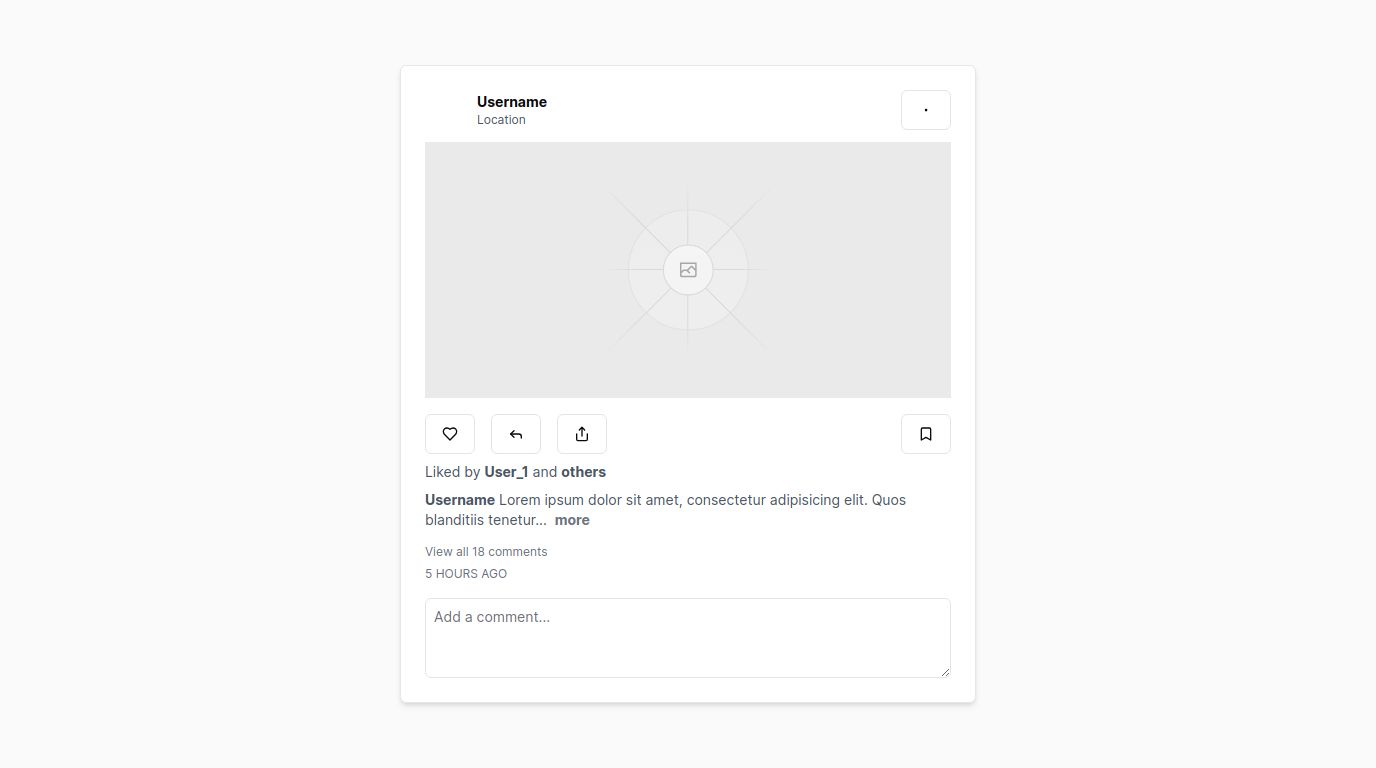 Username
Location
Liked by User_1 and others
Username Lorem ipsum dolor sit amet, consectetur adipisicing elit. Quos
blanditiis tenetur... more
View all 18 comments
5 HOURS AGO
Add a comment...